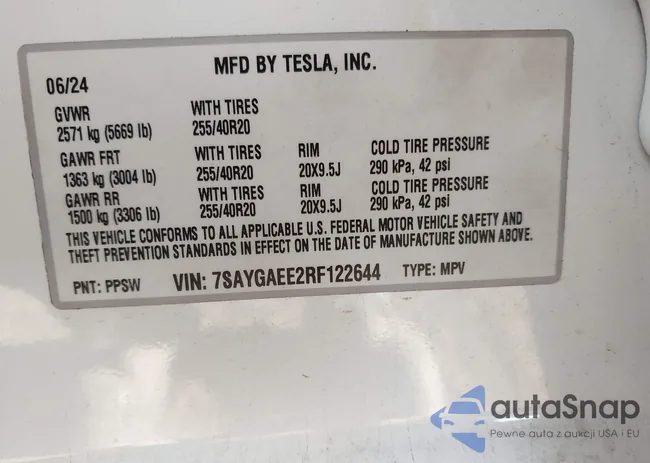 MFD BY TESLA, INC.
06/24
GVWR WITH TIRES
2571 kg (5669 lb) 255/40R20
GAWR FRT WITH TIRES RIM COLD TIRE PRESSURE
1363 kg (3004 lb) 255/40R20 20X9.5J 290 kPa, 42 psi
GAWR RR WITH TIRES RIM COLD TIRE PRESSURE
1500 kg (3306 lb) 255/40R20 20X9.5J 290 kPa, 42 psi
THIS VEHICLE CONFORMS TO ALL APPLICABLE U.S. FEDERAL MOTOR VEHICLE SAFETY AND
THEFT PREVENTION STANDARDS IN EFFECT ON THE DATE OF MANUFACTURE SHOWN ABOVE.
PNT: PPSW VIN: 7SAYGAEE2RF122644 TYPE: MPV
autaSnap
Pewne auta z aukcji USA i EU